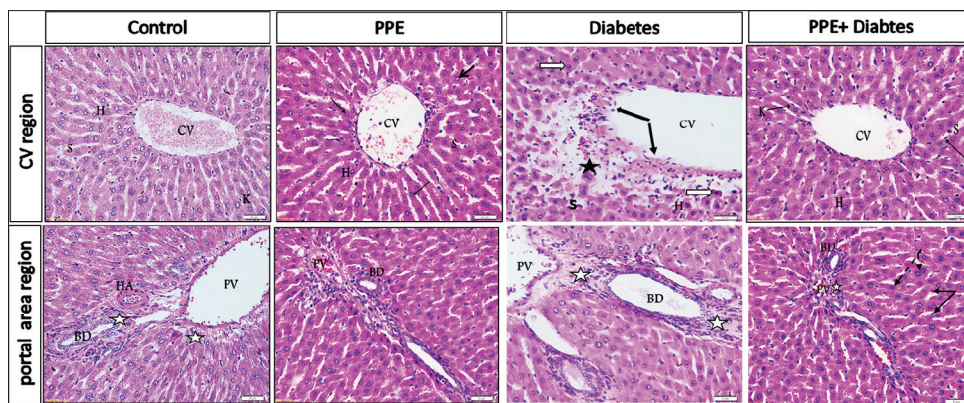 Control PPE Diabetes PPE+ Diabtes
CV region
H CV S K
CV S H
CV S H
K CV S H
portal area region
HA PV BD
PV BD
PV BD
BD PV